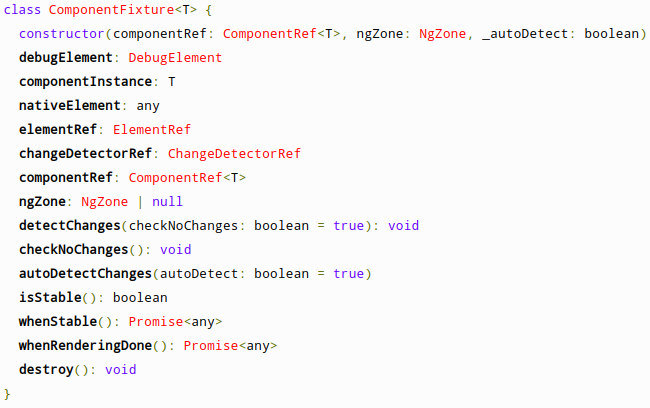 class ComponentFixture<T> {
constructor(componentRef: ComponentRef<T>, ngZone: NgZone, _autoDetect: boolean)
debugElement: DebugElement
componentInstance: T
nativeElement: any
elementRef: ElementRef
changeDetectorRef: ChangeDetectorRef
componentRef: ComponentRef<T>
ngZone: NgZone | null
detectChanges(checkNoChanges: boolean = true): void
checkNoChanges(): void
autoDetectChanges(autoDetect: boolean = true)
isStable(): boolean
whenStable(): Promise<any>
whenRenderingDone(): Promise<any>
destroy(): void
}